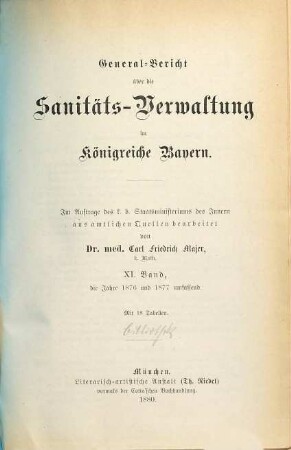 General-Bericht
über die
Sanitäts-Verwaltung
im
Königreiche Bayern.
Im Auftrage des k. b. Staatsministeriums des Innern
aus amtlichen Quellen bearbeitet
von
Dr. med. Carl Friedrich Majer,
k. Rath.
XI. Band,
die Jahre 1876 und 1877 umfassend.
Mit 18 Tabellen.
München.
Literarisch-artistische Anstalt (Th. Riedel)
vormals der Cotta'schen Buchhandlung.
1880.